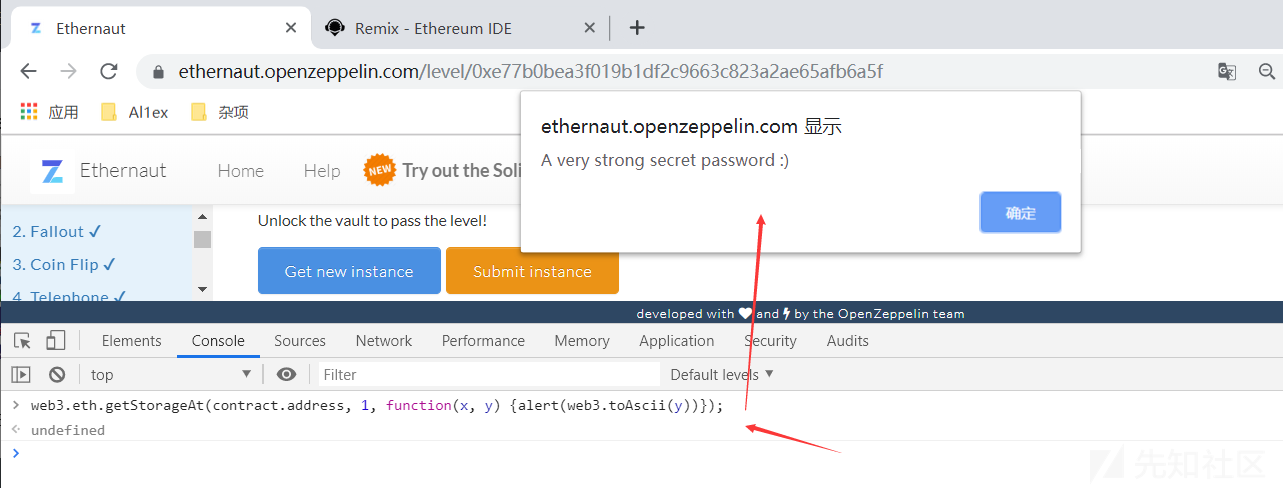 Ethernaut
Remix - Ethereum IDE
ethernaut.openzeppelin.com/level/0xe77b0bea3f019b1df2c9663c823a2ae65afb6a5f
应用 Al1ex 杂项
ethernaut.openzeppelin.com 显示
A very strong secret password :)
确定
Ethernaut Home Help NEW Try out the Soli
2. Fallout ✓
3. Coin Flip ✓
4. Telephone ✓
Unlock the vault to pass the level!
Get new instance Submit instance
developed with ♥ and ⚡ by the OpenZeppelin team
Elements Console Sources Network Performance Memory Application Security Audits
top Filter Default levels ▼
> web3.eth.getStorageAt(contract.address, 1, function(x, y) {alert(web3.toAscii(y))});
undefined
>
先知社区